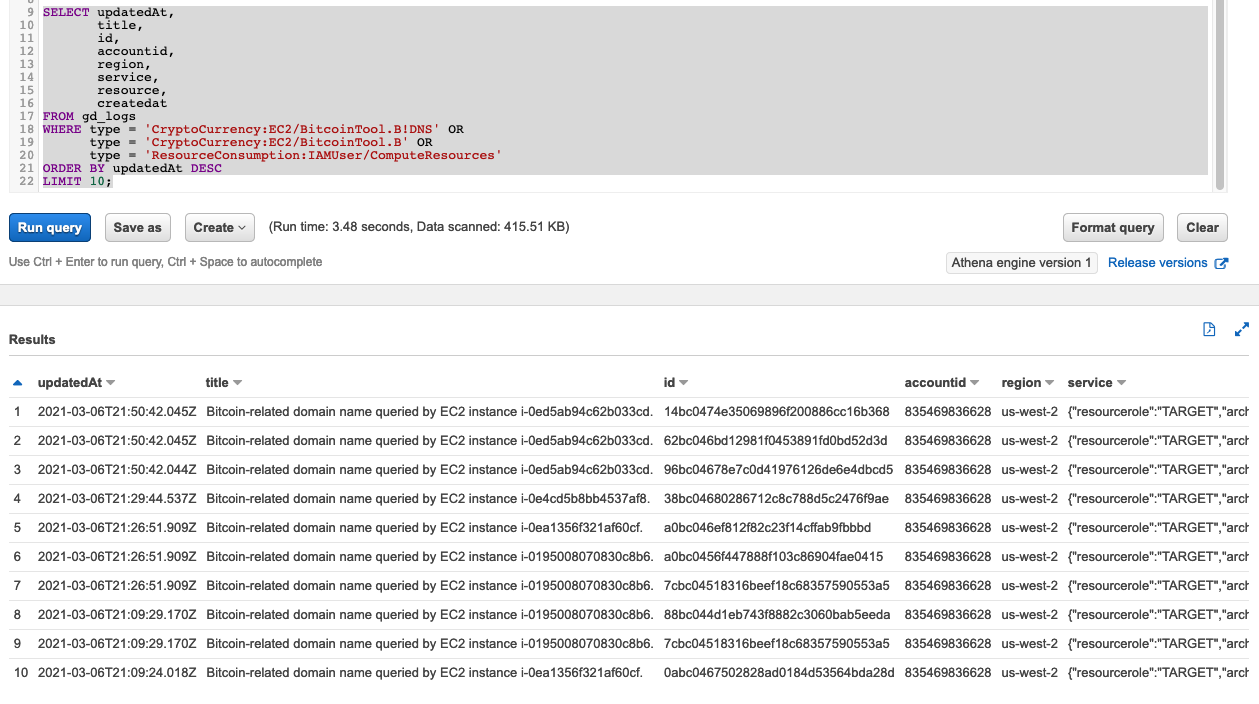 9 SELECT updatedAt,
10 title,
11 id,
12 accountid,
13 region,
14 service,
15 resource,
16 createdat
17 FROM gd_logs
18 WHERE type = 'CryptoCurrency:EC2/BitcoinTool.B!DNS' OR
19 type = 'CryptoCurrency:EC2/BitcoinTool.B' OR
20 type = 'ResourceConsumption:IAMUser/ComputeResources'
21 ORDER BY updatedAt DESC
22 LIMIT 10;
Run query Save as Create (Run time: 3.48 seconds, Data scanned: 415.51 KB) Format query Clear
Use Ctrl + Enter to run query, Ctrl + Space to autocomplete Athena engine version 1 Release versions
Results
updatedAt title id accountid region service
1 2021-03-06T21:50:42.045Z Bitcoin-related domain name queried by EC2 instance i-0ed5ab94c62b033cd. 14bc0474e35069896f200886cc16b368 835469836628 us-west-2 {"resourcerole":"TARGET","arch
2 2021-03-06T21:50:42.045Z Bitcoin-related domain name queried by EC2 instance i-0ed5ab94c62b033cd. 62bc046bd12981f0453891fd0bd52d3d 835469836628 us-west-2 {"resourcerole":"TARGET","arch
3 2021-03-06T21:50:42.044Z Bitcoin-related domain name queried by EC2 instance i-0ed5ab94c62b033cd. 96bc04678e7c0d41976126de6e4dbcd5 835469836628 us-west-2 {"resourcerole":"TARGET","arch
4 2021-03-06T21:29:44.537Z Bitcoin-related domain name queried by EC2 instance i-0e4cd5b8bb4537af8. 38bc04680286712c8c788d5c2476f9ae 835469836628 us-west-2 {"resourcerole":"TARGET","arch
5 2021-03-06T21:26:51.909Z Bitcoin-related domain name queried by EC2 instance i-0ea1356f321af60cf. a0bc046ef812f82c23f14cffab9fbbbd 835469836628 us-west-2 {"resourcerole":"TARGET","arch
6 2021-03-06T21:26:51.909Z Bitcoin-related domain name queried by EC2 instance i-0195008070830c8b6. a0bc0456f447888f103c86904fae0415 835469836628 us-west-2 {"resourcerole":"TARGET","arch
7 2021-03-06T21:26:51.909Z Bitcoin-related domain name queried by EC2 instance i-0195008070830c8b6. 7cbc04518316beef18c68357590553a5 835469836628 us-west-2 {"resourcerole":"TARGET","arch
8 2021-03-06T21:09:29.170Z Bitcoin-related domain name queried by EC2 instance i-0195008070830c8b6. 88bc044d1eb743f8882c3060bab5eeda 835469836628 us-west-2 {"resourcerole":"TARGET","arch
9 2021-03-06T21:09:29.170Z Bitcoin-related domain name queried by EC2 instance i-0195008070830c8b6. 7cbc04518316beef18c68357590553a5 835469836628 us-west-2 {"resourcerole":"TARGET","arch
10 2021-03-06T21:09:24.018Z Bitcoin-related domain name queried by EC2 instance i-0ea1356f321af60cf. 0abc0467502828ad0184d53564bda28d 835469836628 us-west-2 {"resourcerole":"TARGET","arch